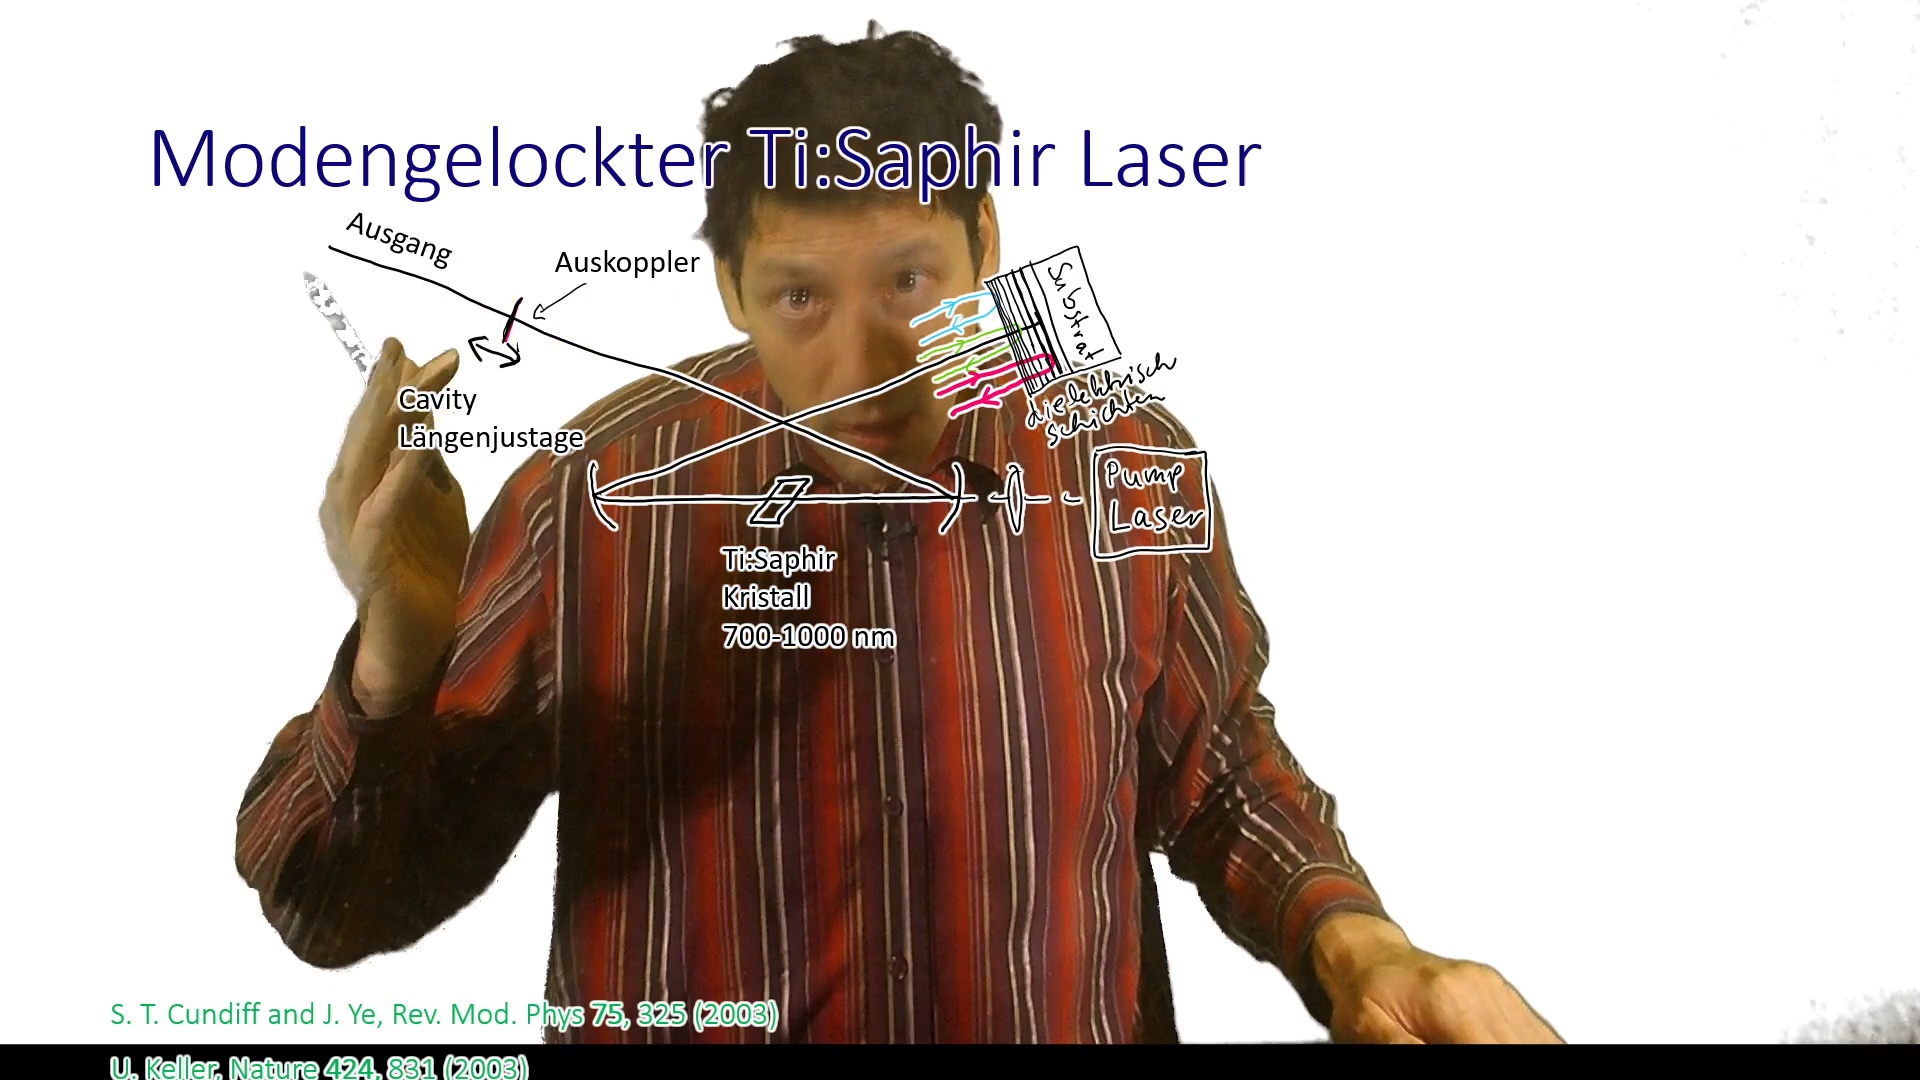 Modengelockter Ti:Saphir Laser
Ausgang
Auskoppler
Substrat
Cavity
Längenjustage
dielektrisch
schichten
Pump
Laser
Ti:Saphir
Kristall
700-1000 nm
S. T. Cundiff and J. Ye, Rev. Mod. Phys 75, 325 (2003)
U. Keller, Nature 424, 831 (2003)